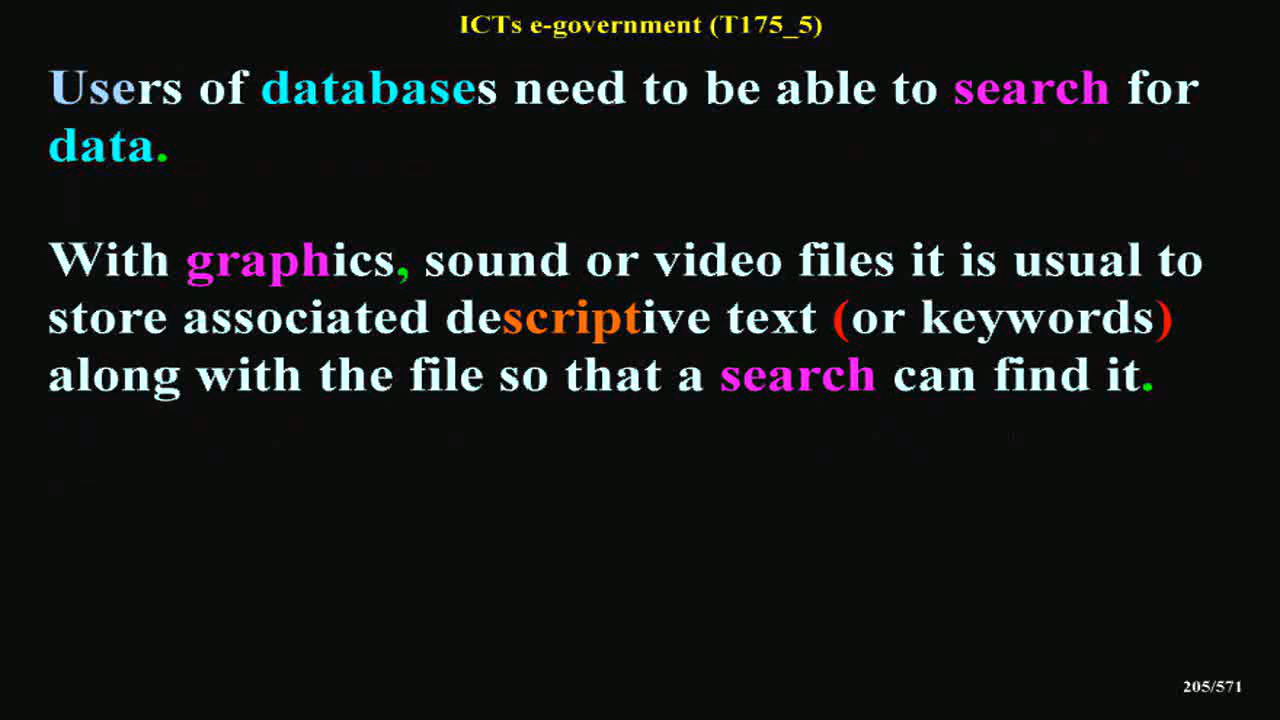 ICTs e-government (T175_5)
Users of databases need to be able to search for
data.
With graphics, sound or video files it is usual to
store associated descriptive text (or keywords)
along with the file so that a search can find it.
205/571